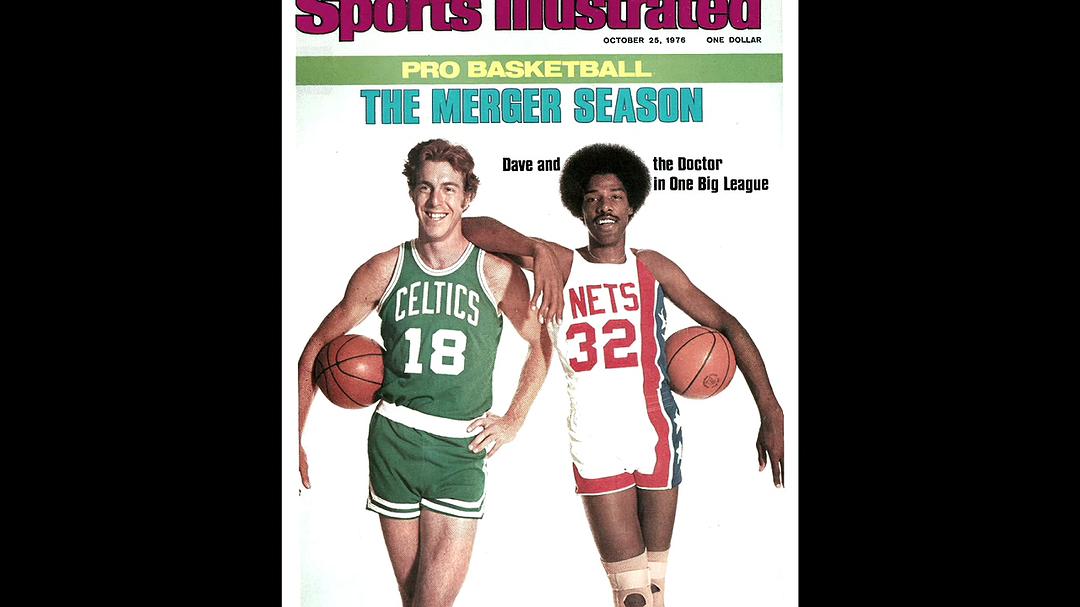 Sports Illustrated
OCTOBER 25, 1976 ONE DOLLAR
PRO BASKETBALL
THE MERGER SEASON
Dave and the Doctor
in One Big League
CELTICS
18
NETS
32